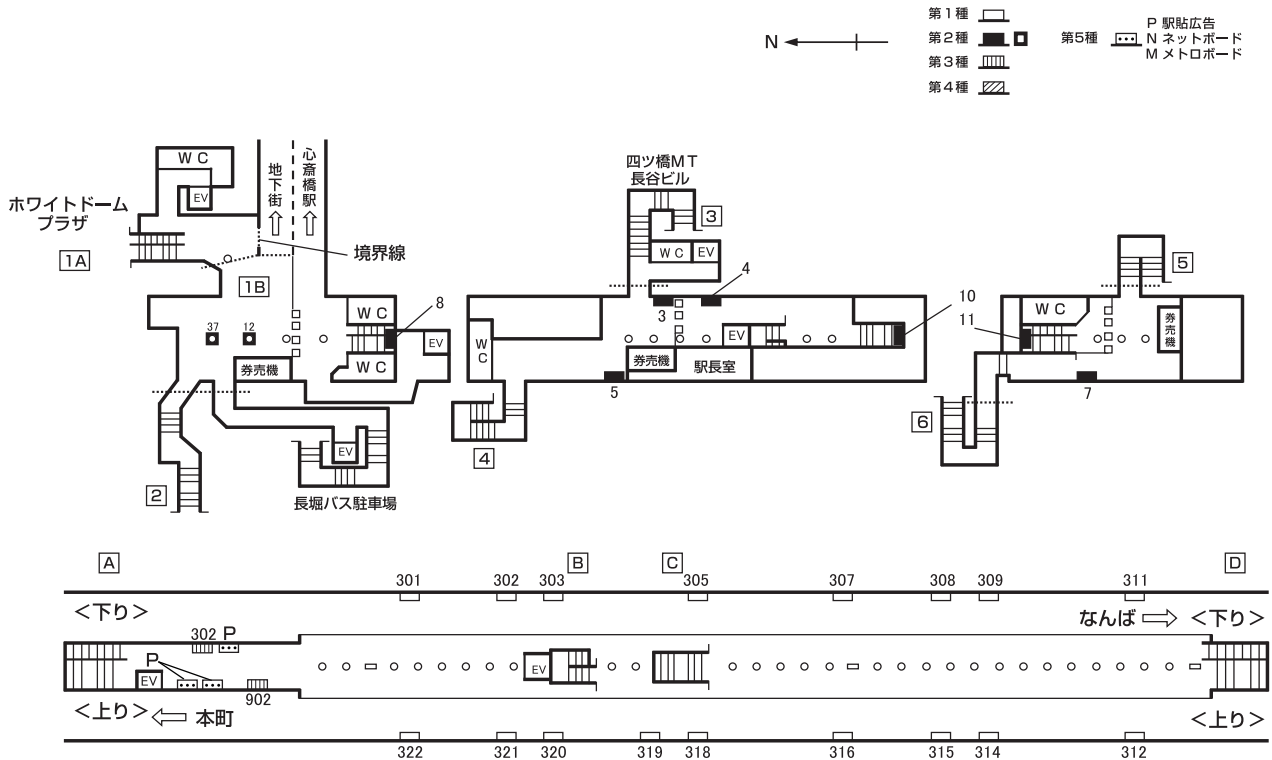 第1種
第2種
第3種
第4種
第5種
P 駅貼広告
N ネットボード
M メトロボード
N
ＷＣ
EV
ホワイトドーム
プラザ
1A
地下街
心斎橋駅
境界線
1B
37
12
券売機
ＷＣ
8
ＷＣ
EV
2
EV
長堀バス駐車場
四ツ橋ＭＴ
長谷ビル
3
ＷＣ
EV
4
3
10
ＷＣ
EV
券売機
駅長室
5
4
5
ＷＣ
11
券売機
7
6
A
B
C
D
301
302
303
305
307
308
309
311
＜下り＞
なんば
＜下り＞
302
P
P
EV
902
EV
＜上り＞
本町
＜上り＞
322
321
320
319
318
316
315
314
312